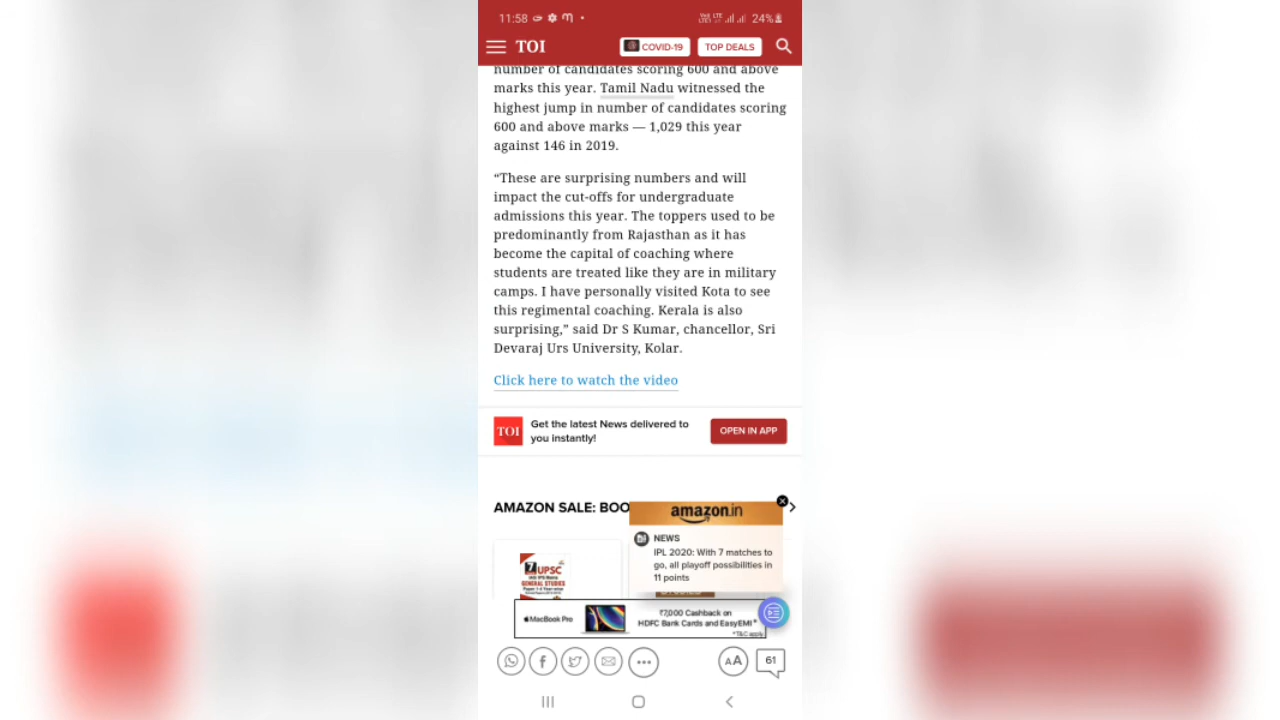 11:58 24%
TOI COVID-19 TOP DEALS
number of candidates scoring 600 and above
marks this year. Tamil Nadu witnessed the
highest jump in number of candidates scoring
600 and above marks — 1,029 this year
against 146 in 2019.
“These are surprising numbers and will
impact the cut-offs for undergraduate
admissions this year. The toppers used to be
predominantly from Rajasthan as it has
become the capital of coaching where
students are treated like they are in military
camps. I have personally visited Kota to see
this regimental coaching. Kerala is also
surprising,” said Dr S Kumar, chancellor, Sri
Devaraj Urs University, Kolar.
Click here to watch the video
TOI
Get the latest News delivered to
you instantly!
OPEN IN APP
AMAZON SALE: BOO
amazon.in
NEWS
IPL 2020: With 7 matches to
go, all playoff possibilities in
11 points
7 UPSC
GENERAL STUDIES
MacBook Pro
₹7,000 Cashback on
HDFC Bank Cards and EasyEMI*
*T&C apply
AA 61